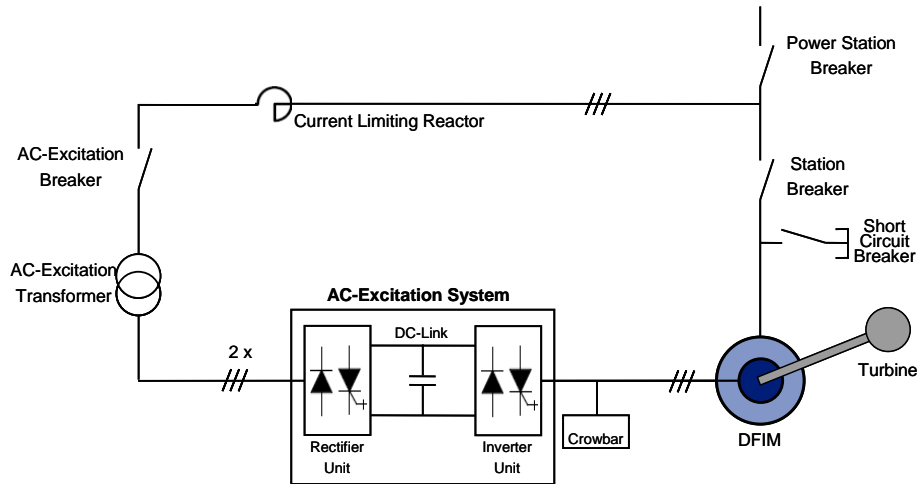 Power Station
Breaker
Current Limiting Reactor
AC-Excitation
Breaker
Station
Breaker
Short
Circuit
Breaker
AC-Excitation
Transformer
AC-Excitation System
DC-Link
2 x
Turbine
Rectifier
Unit
Inverter
Unit
Crowbar
DFIM